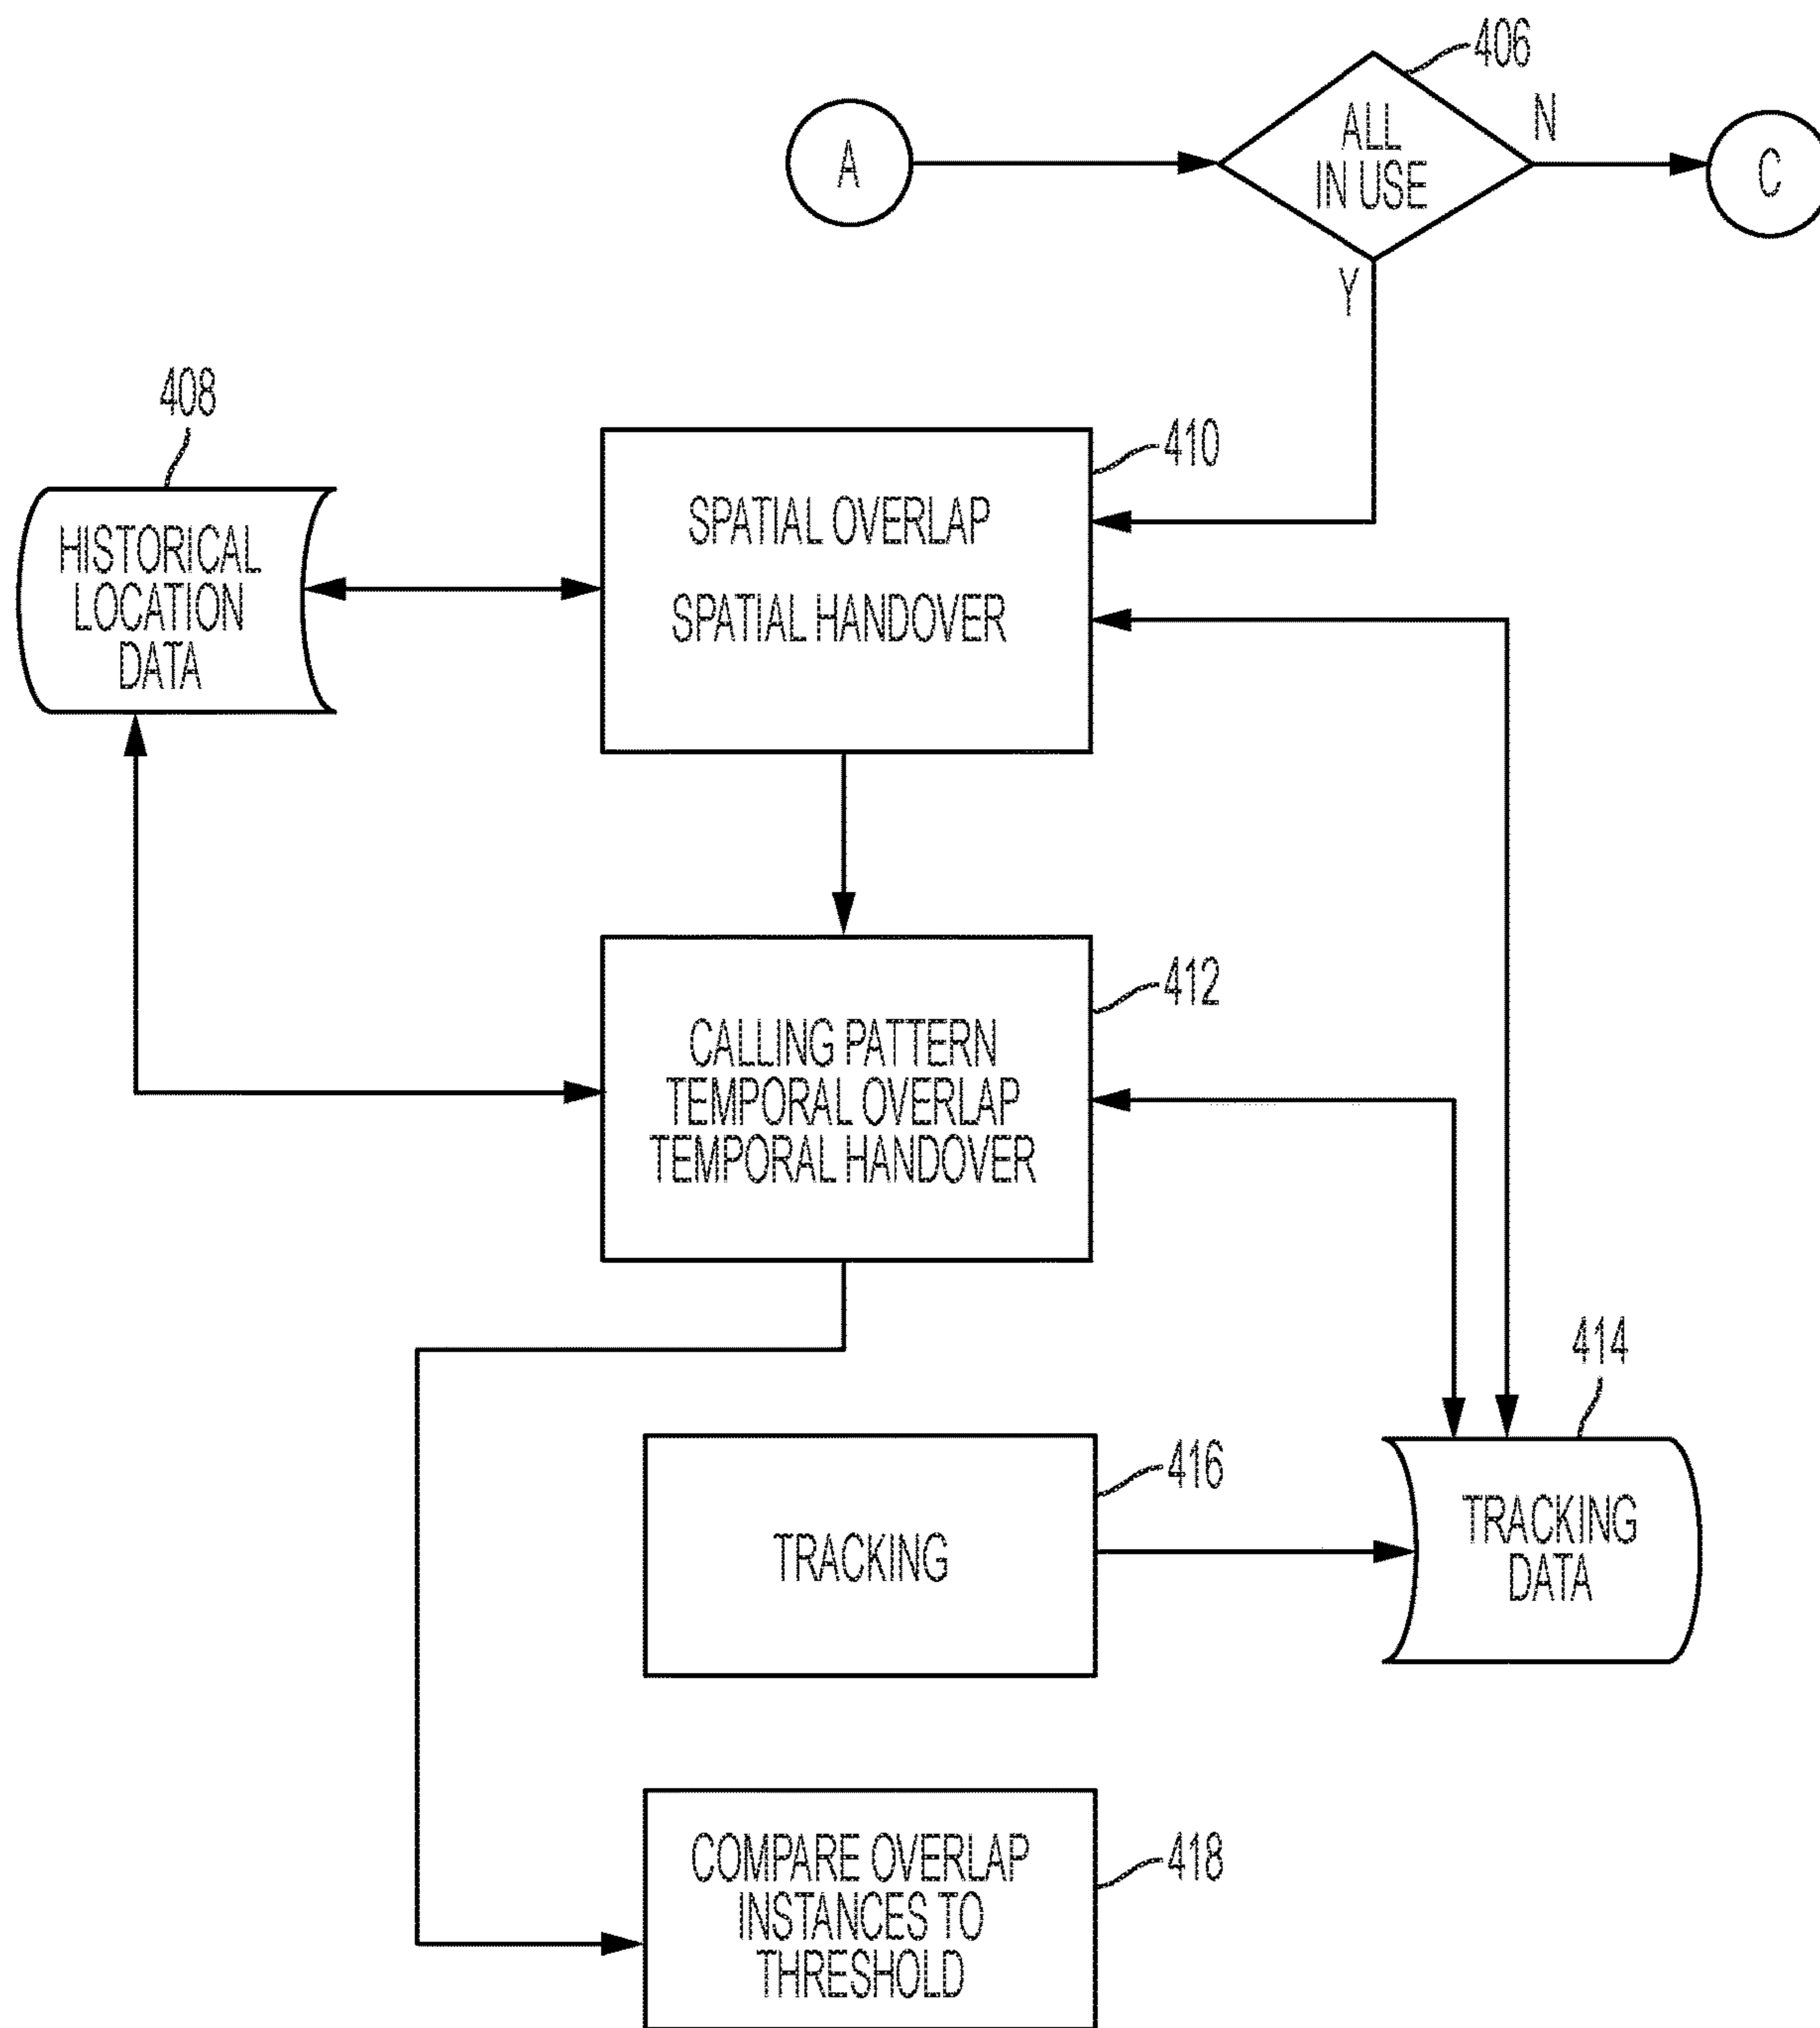 406
A
ALL
IN USE
N
C
Y
408
HISTORICAL
LOCATION
DATA
410
SPATIAL OVERLAP
SPATIAL HANDOVER
412
CALLING PATTERN
TEMPORAL OVERLAP
TEMPORAL HANDOVER
414
TRACKING
DATA
416
TRACKING
418
COMPARE OVERLAP
INSTANCES TO
THRESHOLD